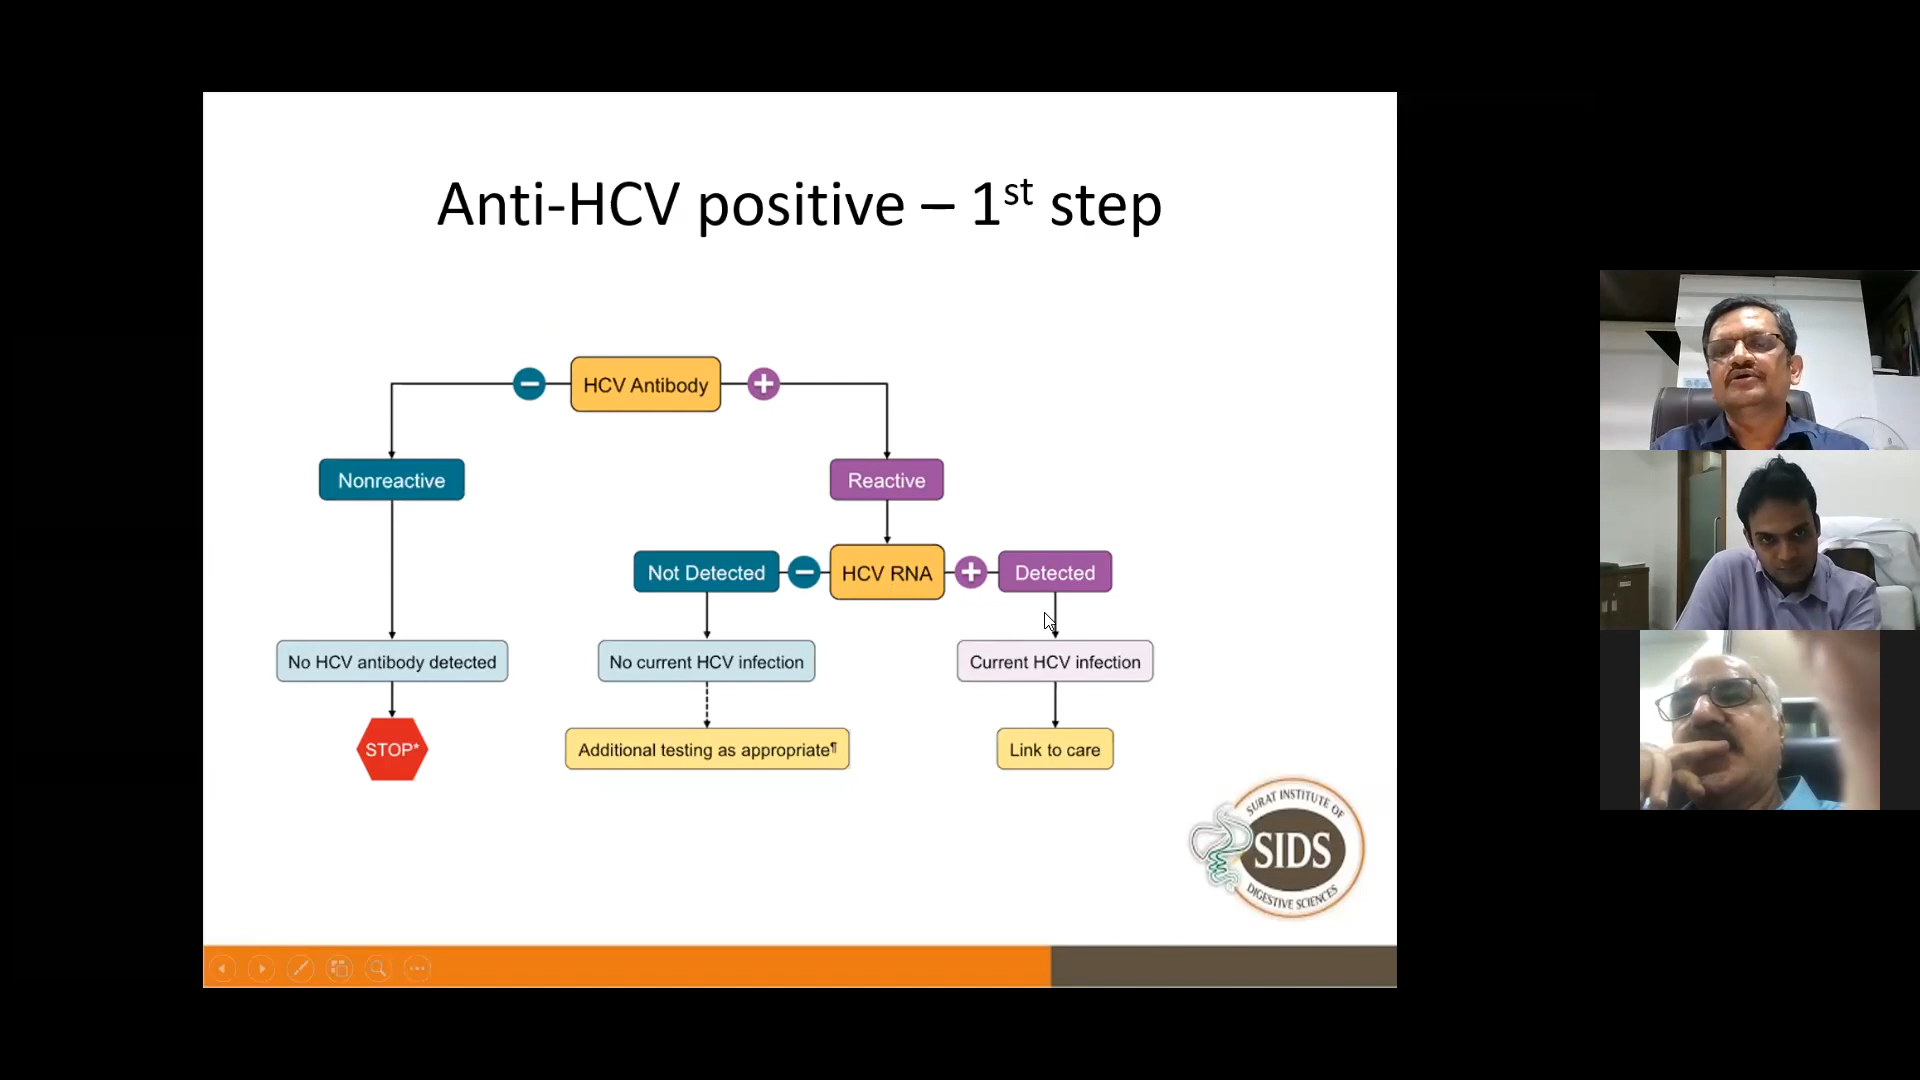 Anti-HCV positive – 1st step
HCV Antibody
Nonreactive
Reactive
Not Detected
HCV RNA
Detected
No HCV antibody detected
No current HCV infection
Current HCV infection
STOP*
Additional testing as appropriate¶
Link to care
SURAT INSTITUTE OF
SIDS
DIGESTIVE SCIENCES